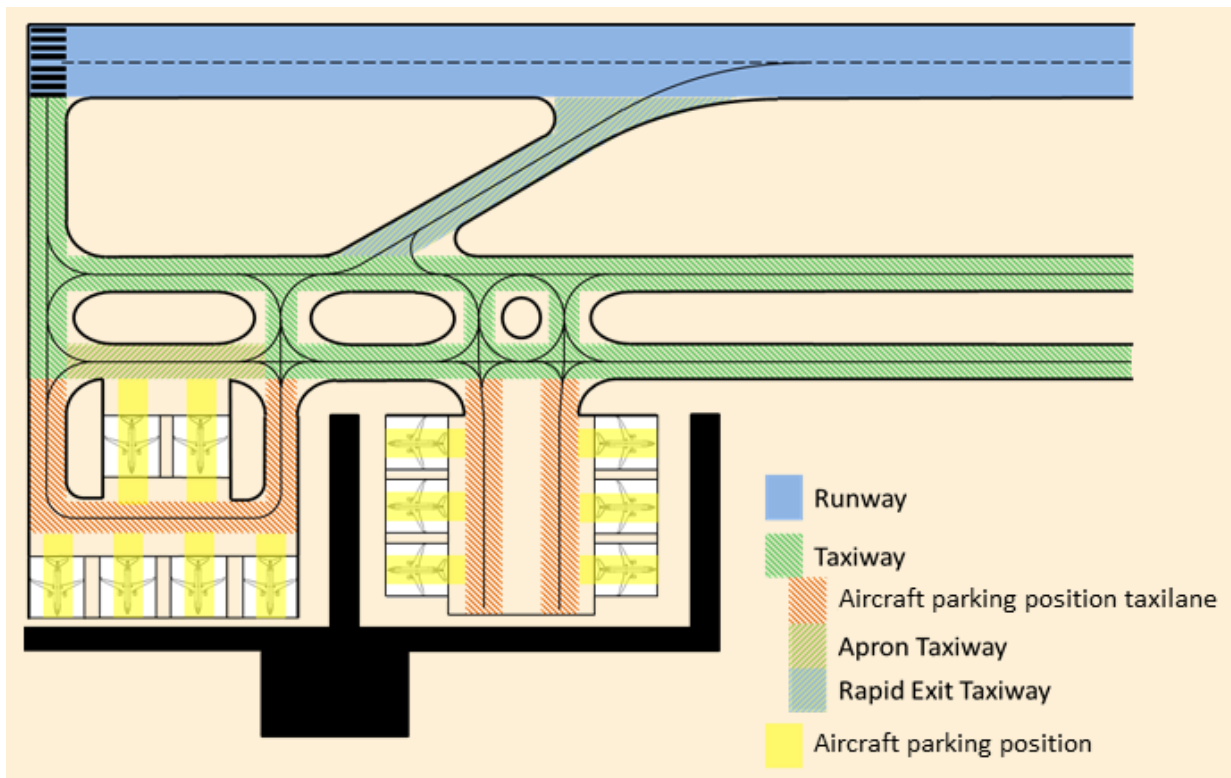 Runway
Taxiway
Aircraft parking position taxilane
Apron Taxiway
Rapid Exit Taxiway
Aircraft parking position